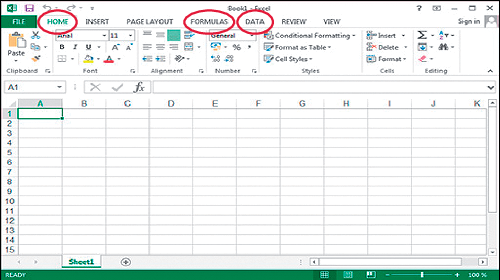 Book1 - Excel
FILE HOME INSERT PAGE LAYOUT FORMULAS DATA REVIEW VIEW Sign in
Arial 11 General Conditional Formatting Insert
Paste B I U Format as Table Delete
Cell Styles Format
Clipboard Font Alignment Number Styles Cells Editing
A1 fx
A B C D E F G H I J K
1
2
3
4
5
6
7
8
9
10
11
12
13
14
15
Sheet1
READY 100 %